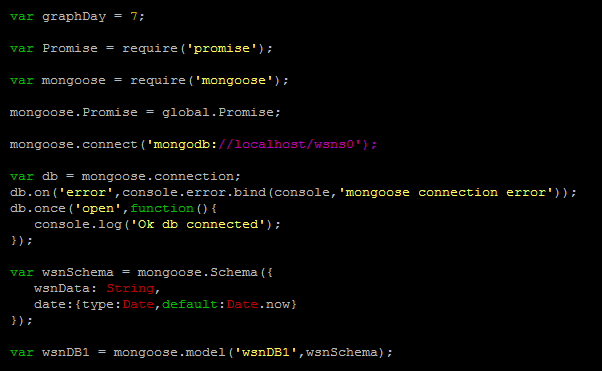 var graphDay = 7;
var Promise = require('promise');
var mongoose = require('mongoose');
mongoose.Promise = global.Promise;
mongoose.connect('mongodb://localhost/wsns0');
var db = mongoose.connection;
db.on('error',console.error.bind(console,'mongoose connection error'));
db.once('open',function(){
   console.log('Ok db connected');
});
var wsnSchema = mongoose.Schema({
   wsnData: String,
   date:{type:Date,default:Date.now}
});
var wsnDB1 = mongoose.model('wsnDB1',wsnSchema);